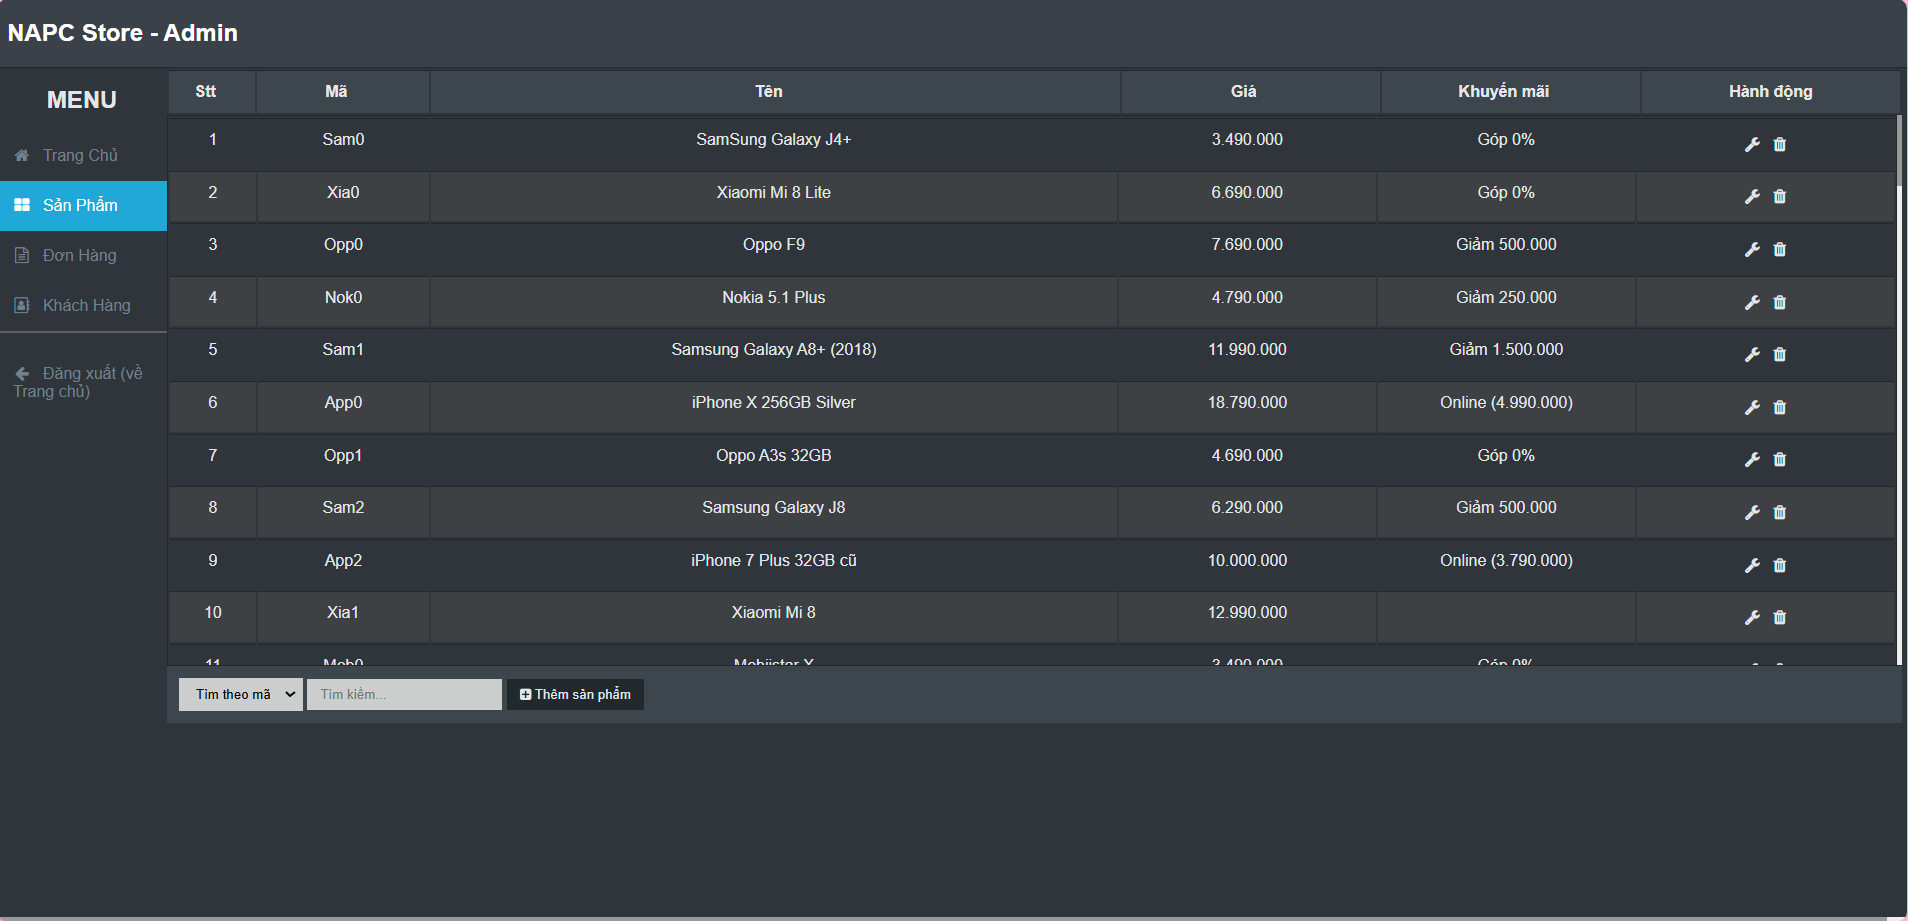 NAPC Store - Admin
MENU
Trang Chủ
Sản Phẩm
Đơn Hàng
Khách Hàng
Đăng xuất (về
Trang chủ)
Stt Mã Tên Giá Khuyến mãi Hành động
1 Sam0 SamSung Galaxy J4+ 3.490.000 Góp 0%
2 Xia0 Xiaomi Mi 8 Lite 6.690.000 Góp 0%
3 Opp0 Oppo F9 7.690.000 Giảm 500.000
4 Nok0 Nokia 5.1 Plus 4.790.000 Giảm 250.000
5 Sam1 Samsung Galaxy A8+ (2018) 11.990.000 Giảm 1.500.000
6 App0 iPhone X 256GB Silver 18.790.000 Online (4.990.000)
7 Opp1 Oppo A3s 32GB 4.690.000 Góp 0%
8 Sam2 Samsung Galaxy J8 6.290.000 Giảm 500.000
9 App2 iPhone 7 Plus 32GB cũ 10.000.000 Online (3.790.000)
10 Xia1 Xiaomi Mi 8 12.990.000
11 Mob0 Mobiistar X 3.490.000 Góp 0%
Tìm theo mã Tìm kiếm... Thêm sản phẩm